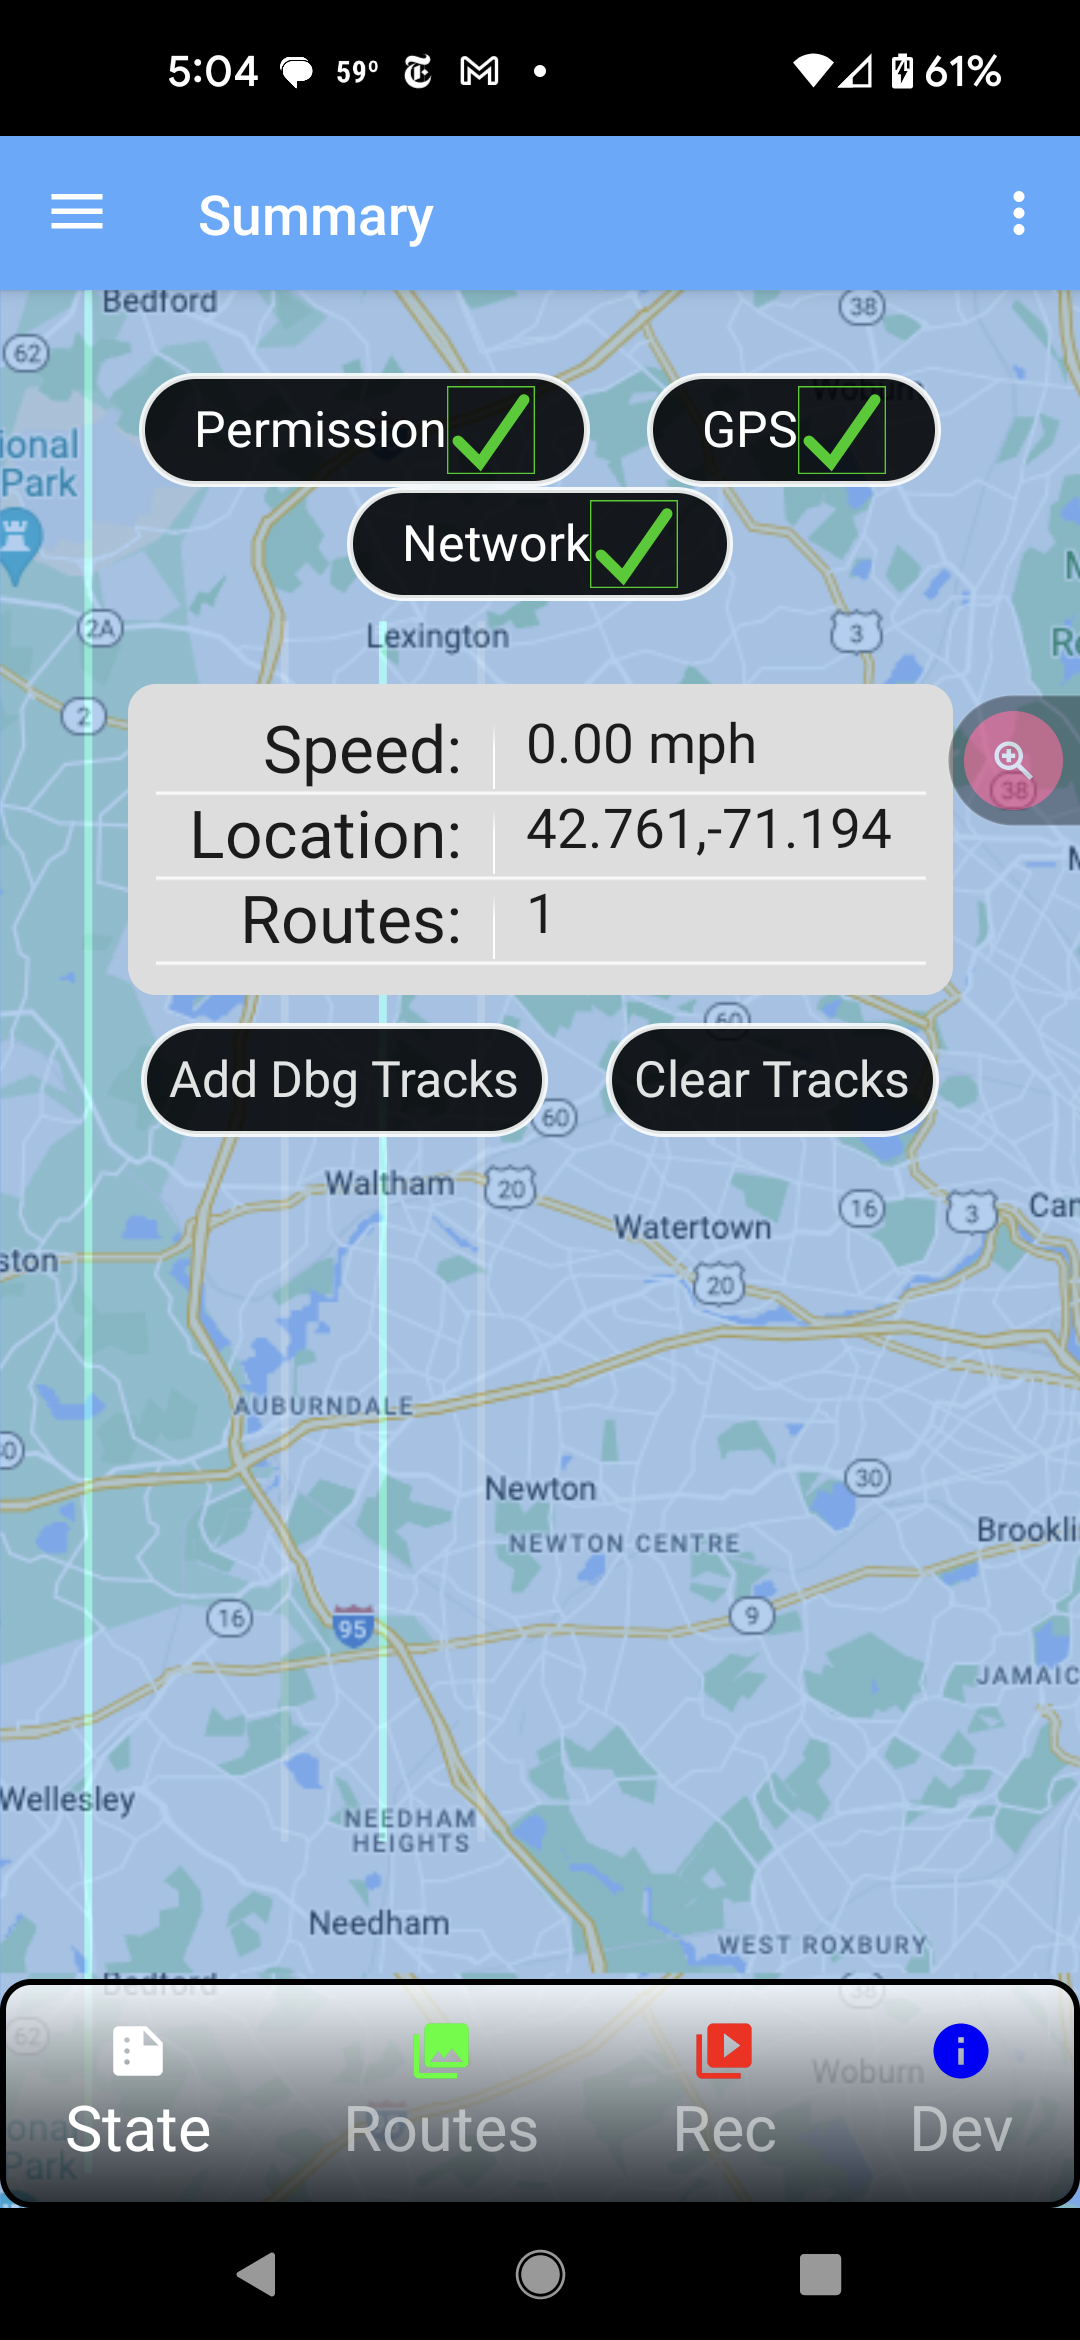 5:04 59° 61%
Summary
Bedford
38
62
Woburn
ional
Park
Permission GPS
Network
2A
Lexington
3
2
Speed: 0.00 mph
38
Location: 42.761,-71.194
Routes: 1
60
Add Dbg Tracks Clear Tracks
60
Waltham
20
16
3
Car
Watertown
ston
20
AUBURNDALE
30
Newton
NEWTON CENTRE
Brookli
16
95
9
JAMAIC
Wellesley
NEEDHAM
HEIGHTS
Needham
WEST ROXBURY
Bedford
38
62
Woburn
State Routes Rec Dev
Park